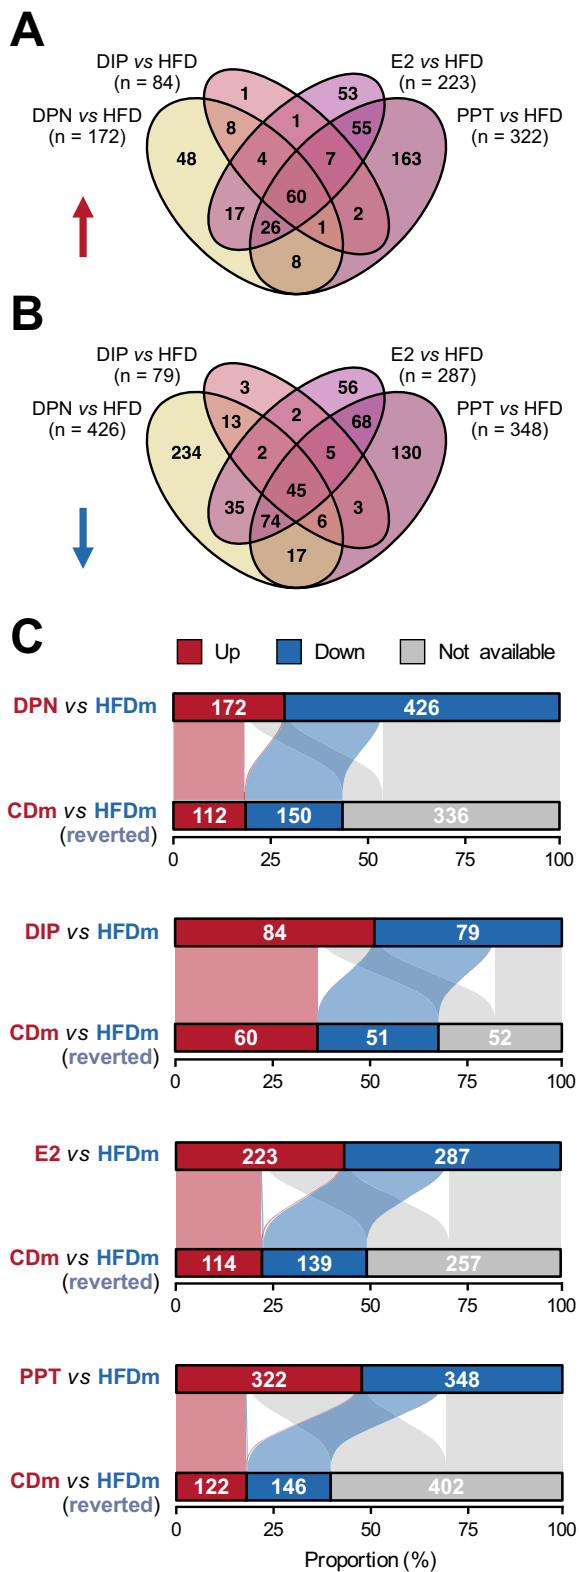 A
DIP vs HFD
(n = 84)
E2 vs HFD
(n = 223)
DPN vs HFD
(n = 172)
PPT vs HFD
(n = 322)
1 53
8 1 55
48 4 7 163
60
17 26 1 2
8
B
DIP vs HFD
(n = 79)
E2 vs HFD
(n = 287)
DPN vs HFD
(n = 426)
PPT vs HFD
(n = 348)
3 56
13 2 68
234 2 5 130
45
35 74 6 3
17
C
Up Down Not available
DPN vs HFDm 172 426
CDm vs HFDm 112 150 336
(reverted)
0 25 50 75 100
DIP vs HFDm 84 79
CDm vs HFDm 60 51 52
(reverted)
0 25 50 75 100
E2 vs HFDm 223 287
CDm vs HFDm 114 139 257
(reverted)
0 25 50 75 100
PPT vs HFDm 322 348
CDm vs HFDm 122 146 402
(reverted)
0 25 50 75 100
Proportion (%)